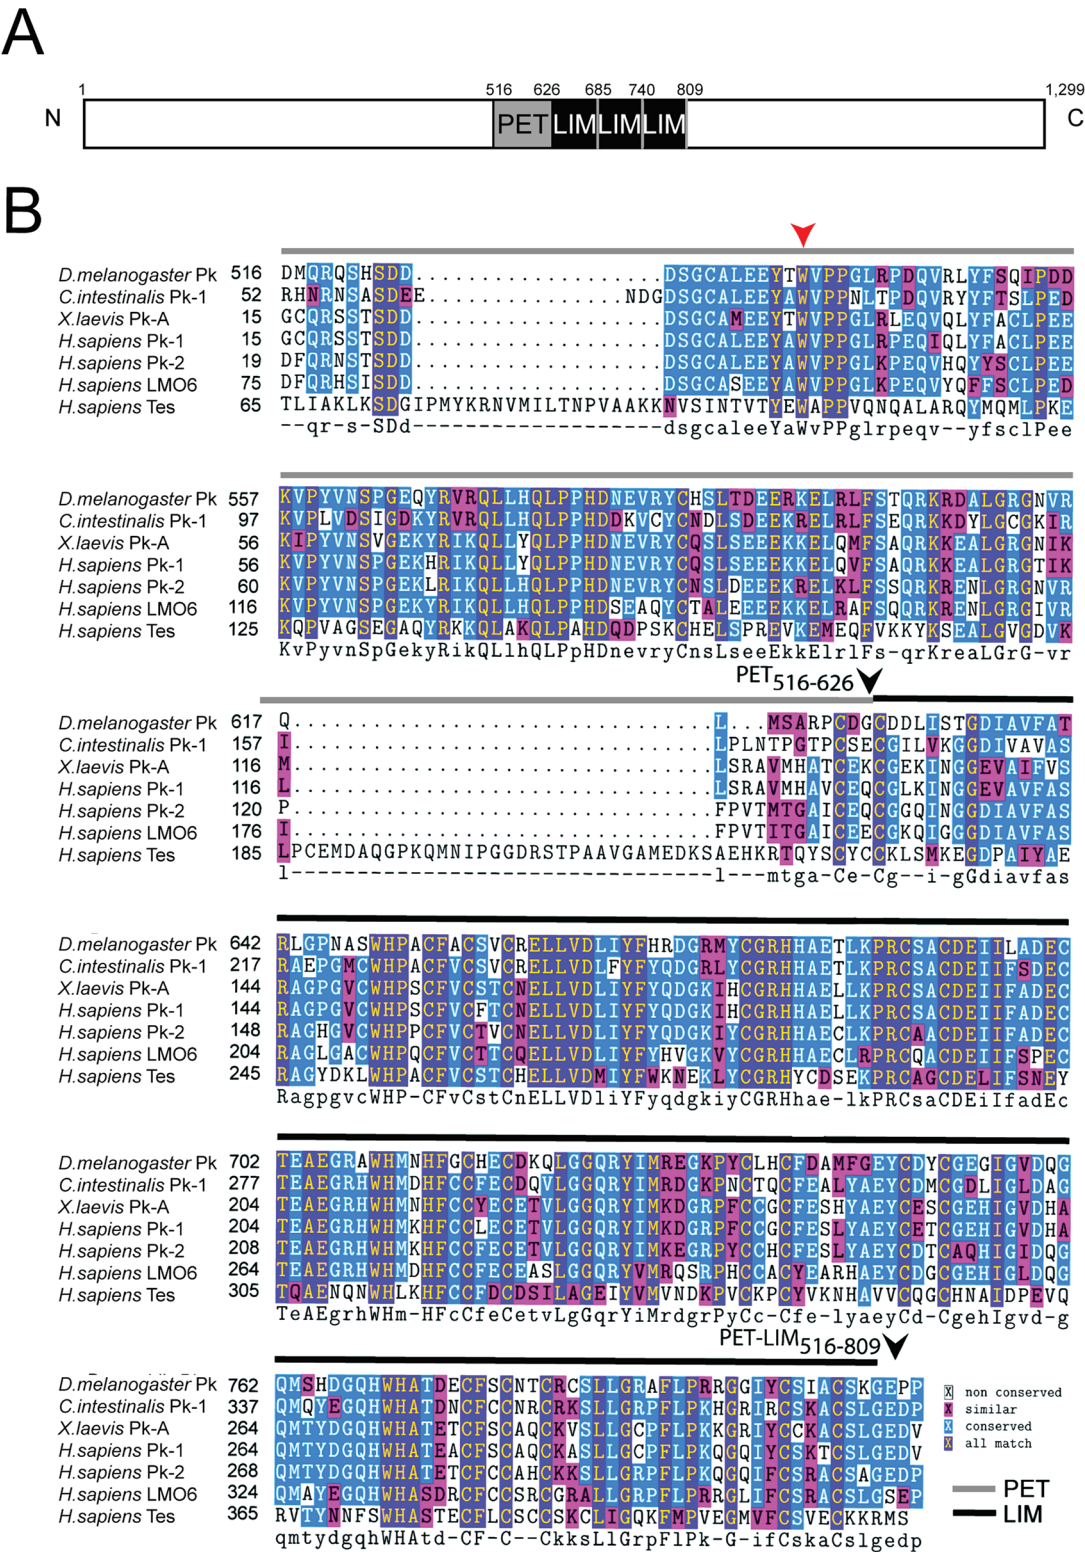 A
1
516
626
685
740
809
1,299
N
PET
LIM
LIM
LIM
C
B
D.melanogaster Pk 516 DMQRQSHSDD...................DSGCALEEYTWVPPGLRPDQVRLYFSQIPDD
C.intestinalis Pk-1 52 RHNRNSASDEE...............NDGDSGCALEEYAWVPPNLTPDQVRYYFTSLPED
X.laevis Pk-A 15 GCQRSSTSDD...................DSGCAMEEYTWVPPGLRLEQVQLYFACLPEE
H.sapiens Pk-1 15 GCQRSSTSDD...................DSGCALEEYAWVPPGLRPEQIQLYFACLPEE
H.sapiens Pk-2 19 DFQRNSTSDD...................DSGCALEEYAWVPPGLKPEQVHQYYSCLPEE
H.sapiens LMO6 75 DFQRHSISDD...................DSGCASEEYAWVPPGLKPEQVYQFFSCLPED
H.sapiens Tes 65 TLIAKLKSDGIPMYKRNVMILTNPVAAKKNVSINTVTYEWAPPVQNQALARQYMQMLPKE
--qr-s-SDd-------------------dsgcaleeYaWvPPglrpeqv--yfsclPee
D.melanogaster Pk 557 KVPYVNSPGEQYRVRQLLHQLPPHDNEVRYCHSLTDEERKELRLFSTQRKRDALGRGNVR
C.intestinalis Pk-1 97 KVPLVDSIGDKYRVRQLLHQLPPHDDKVCYCNDLSDEEKRELRLFSEQRKKDYLGCGKIR
X.laevis Pk-A 56 KIPYVNSVGEKYRIKQLLYQLPPHDNEVRYCQSLSEEEKKELQMFSAQRKKEALGRGNIK
H.sapiens Pk-1 56 KVPYVNSPGEKHRIKQLLYQLPPHDNEVRYCQSLSEEEKKELQVFSAQRKKEALGRGTIK
H.sapiens Pk-2 60 KVPYVNSPGEKLRIKQLLHQLPPHDNEVRYCNSLDEEEKRELKLFSSQRKRENLGRGNVR
H.sapiens LMO6 116 KVPYVNSPGEKYRIKQLLHQLPPHDSEAQYCTALEEEEKKELRAFSQQRKRENLGRGIVR
H.sapiens Tes 125 KQPVAGSEGAQYRKKQLAKQLPAHDQDPSKCHELSPREVKEMEQFVKKYKSEALGVGDVK
KvPyvnSpGekyRikQLlhQLPpHDnevryCnsLseeEkkElrlFs-qrKreaLGrG-vr
PET516-626
D.melanogaster Pk 617 Q................................L...MSARPCDGCDDLISTGDIAVFAT
C.intestinalis Pk-1 157 I................................LPLNTPGTPCSECGILVKGGDIVAVAS
X.laevis Pk-A 116 M................................LSRAVMHATCEKCGEKINGGEVAIFVS
H.sapiens Pk-1 116 L................................LSRAVMHAVCEQCGLKINGGEVAVFAS
H.sapiens Pk-2 120 P................................FPVTMTGAICEQCGGQINGGDIAVFAS
H.sapiens LMO6 176 I................................FPVTITGAICEECGKQIGGGDIAVFAS
H.sapiens Tes 185 LPCEMDAQGPKQMNIPGGDRSTPAAVGAMEDKSAEHKRTQYSCYCCKLSMKEGDPAIYAE
l--------------------------------l---mtga-Ce-Cg--i-gGdiavfas
D.melanogaster Pk 642 RLGPNASWHPACFACSVCRELLVDLIYFHRDGRMYCGRHHAETLKPRCSACDEIILADEC
C.intestinalis Pk-1 217 RAEPGMCWHPACFVCSVCRELLVDLFYFYQDGRLYCGRHHAETLKPRCSACDEIIFSDEC
X.laevis Pk-A 144 RAGPGVCWHPSCFVCSTCNELLVDLIYFYQDGKIHCGRHHAELLKPRCSACDEIIFADEC
H.sapiens Pk-1 144 RAGPGVCWHPSCFVCFTCNELLVDLIYFYQDGKIHCGRHHAELLKPRCSACDEIIFADEC
H.sapiens Pk-2 148 RAGHGVCWHPPCFVCTVCNELLVDLIYFYQDGKIYCGRHHAECLKPRCAACDEIIFADEC
H.sapiens LMO6 204 RAGLGACWHPQCFVCTTCQELLVDLIYFYHVGKVYCGRHHAECLRPRCQACDEIIFSPEC
H.sapiens Tes 245 RAGYDKLWHPACFVCSTCHELLVDMIYFWKNEKLYCGRHYCDSEKPRCAGCDELIFSNEY
RagpgvcWHP-CFvCstCnELLVDliYFyqdgkiyCGRHhae-lkPRCsaCDEiIfadEc
D.melanogaster Pk 702 TEAEGRAWHMNHFGCHECDKQLGGQRYIMREGKPYCLHCFDAMFGEYCDYCGEGIGVDQG
C.intestinalis Pk-1 277 TEAEGRHWHMDHFCCFECDQVLGGQRYIMRDGKPNCTQCFEALYAEYCDMCGDLIGLDAG
X.laevis Pk-A 204 TEAEGRHWHMNHFCCYECETVLGGQRYIMKDGRPFCCGCFESHYAEYCESCGEHIGVDHA
H.sapiens Pk-1 204 TEAEGRHWHMKHFCCLECETVLGGQRYIMKDGRPFCCGCFESLYAEYCETCGEHIGVDHA
H.sapiens Pk-2 208 TEAEGRHWHMKHFCCFECETVLGGQRYIMKEGRPYCCHCFESLYAEYCDTCAQHIGIDQG
H.sapiens LMO6 264 TEAEGRHWHMDHFCCFECEASLGGQRYVMRQSRPHCCACYEARHAEYCDGCGEHIGLDQG
H.sapiens Tes 305 TQAENQNWHLKHFCCFDCDSILAGEIYVMVNDKPVCKPCYVKNHAVVCQGCHNAIDPEVQ
TeAEgrhWHm-HFcCfeCetvLgGqrYiMrdgrPyCc-Cfe-lyaeyCd-CgehIgvd-g
PET-LIM516-809
D.melanogaster Pk 762 QMSHDGQHWHATDECFSCNTCRCSLLGRAFLPRRGGIYCSIACSKGEPP
C.intestinalis Pk-1 337 QMQYEGQHWHATDNCFCCNRCRKSLLGRPFLPKHGRIRCSKACSLGEDP
X.laevis Pk-A 264 QMTYDGQHWHATETCFSCAQCKVSLLGCPFLPKKGRIYCCKACSLGEDV
H.sapiens Pk-1 264 QMTYDGQHWHATEACFSCAQCKASLLGCPFLPKQGQIYCSKTCSLGEDV
H.sapiens Pk-2 268 QMTYDGQHWHATETCFCCAHCKKSLLGRPFLPKQGQIFCSRACSAGEDP
H.sapiens LMO6 324 QMAYEGQHWHASDRCFCCSRCGRALLGRPFLPRRGLIFCSRACSLGSEP
H.sapiens Tes 365 RVTYNNFSWHASTECFLCSCCSKCLIGQKFMPVEGMVFCSVECKKRMS
qmtydgqhWHAtd-CF-C--CkksLlGrpFlPk-G-ifCskaCslgedp
X non conserved
X similar
X conserved
X all match
PET
LIM